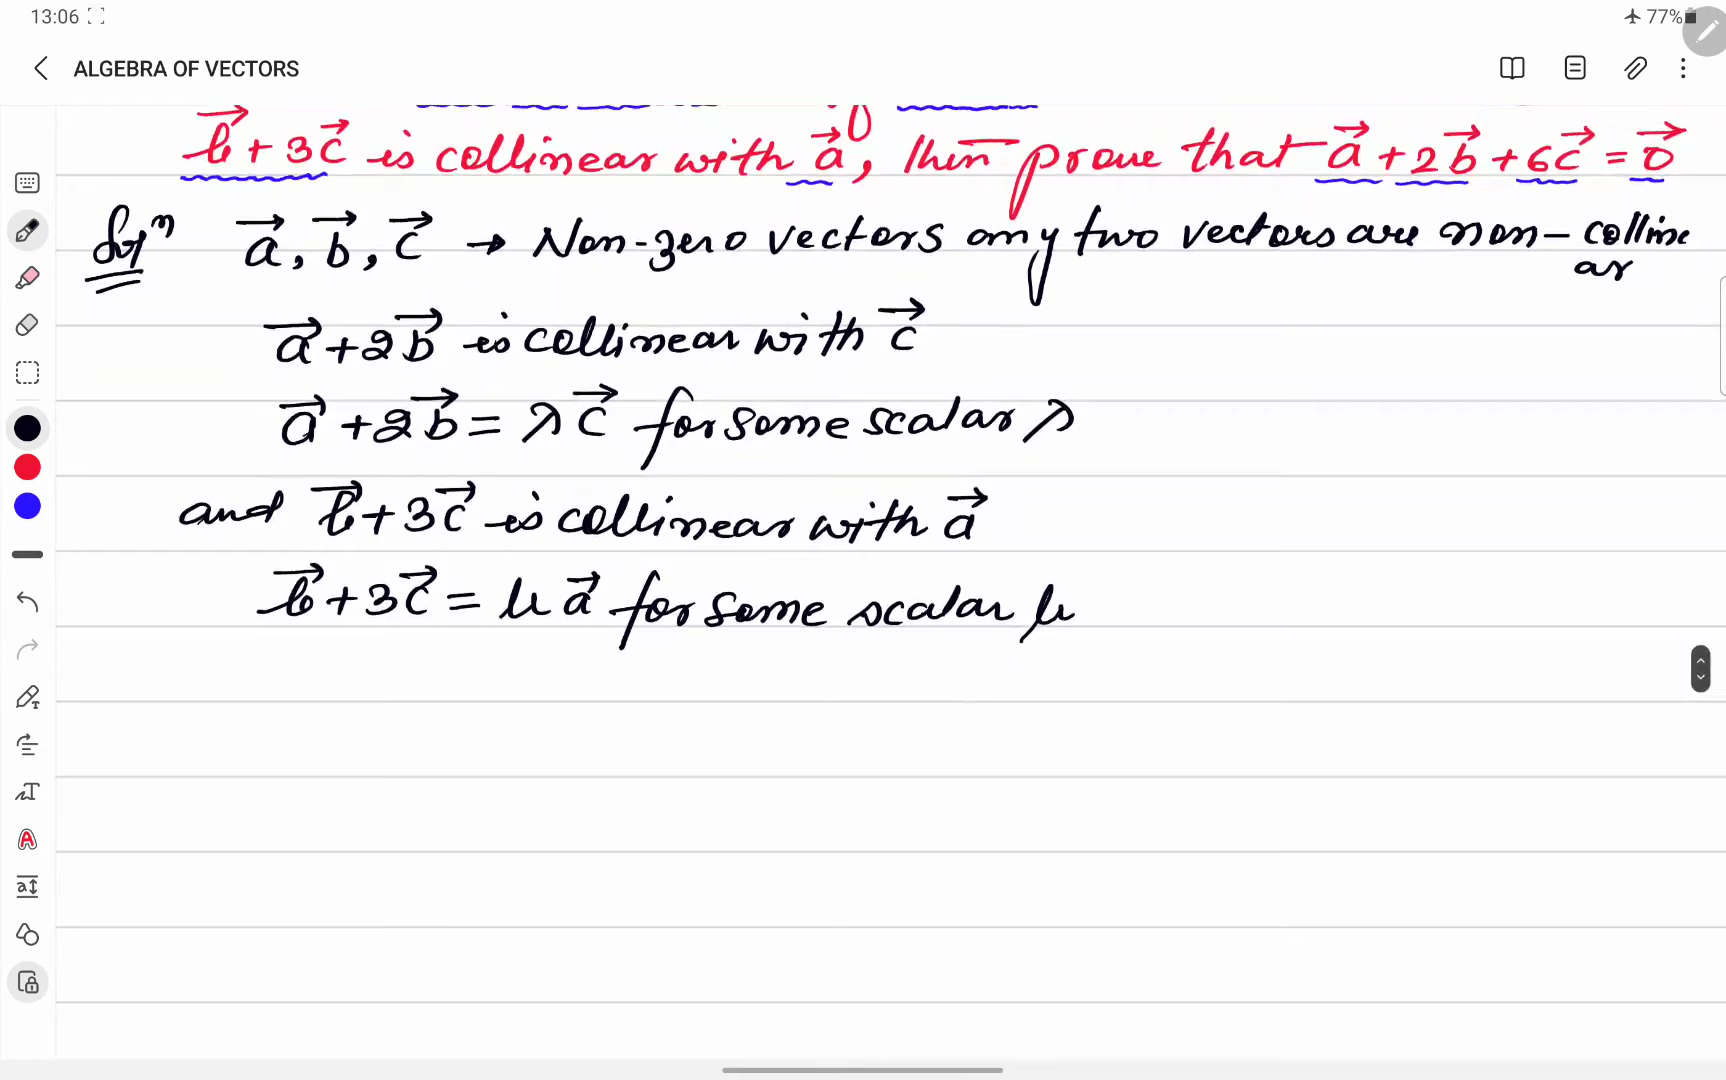 13:06 77%
ALGEBRA OF VECTORS
b⃗ + 3c⃗ is collinear with a⃗, then prove that a⃗ + 2b⃗ + 6c⃗ = 0⃗
Solⁿ a⃗, b⃗, c⃗ → Non-zero vectors any two vectors are non-colline
ar
a⃗ + 2b⃗ is collinear with c⃗
a⃗ + 2b⃗ = λc⃗ for some scalar λ
and b⃗ + 3c⃗ is collinear with a⃗
b⃗ + 3c⃗ = μa⃗ for some scalar μ